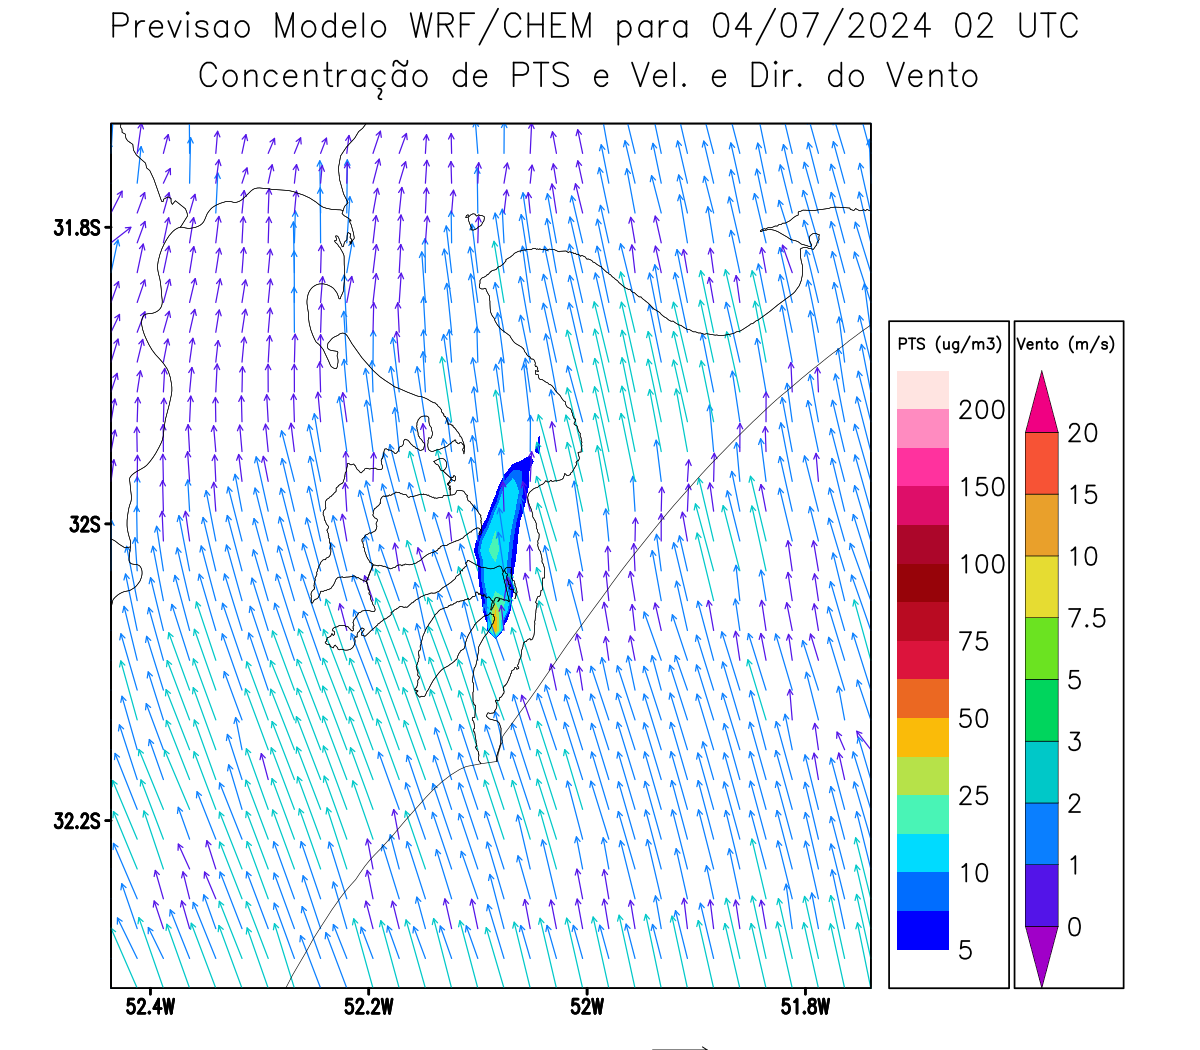 Previsao Modelo WRF/CHEM para 04/07/2024 02 UTC
Concentração de PTS e Vel. e Dir. do Vento
31.8S
32S
32.2S
52.4W
52.2W
52W
51.8W
PTS (ug/m3)
200
150
100
75
50
25
10
5
Vento (m/s)
20
15
10
7.5
5
3
2
1
0